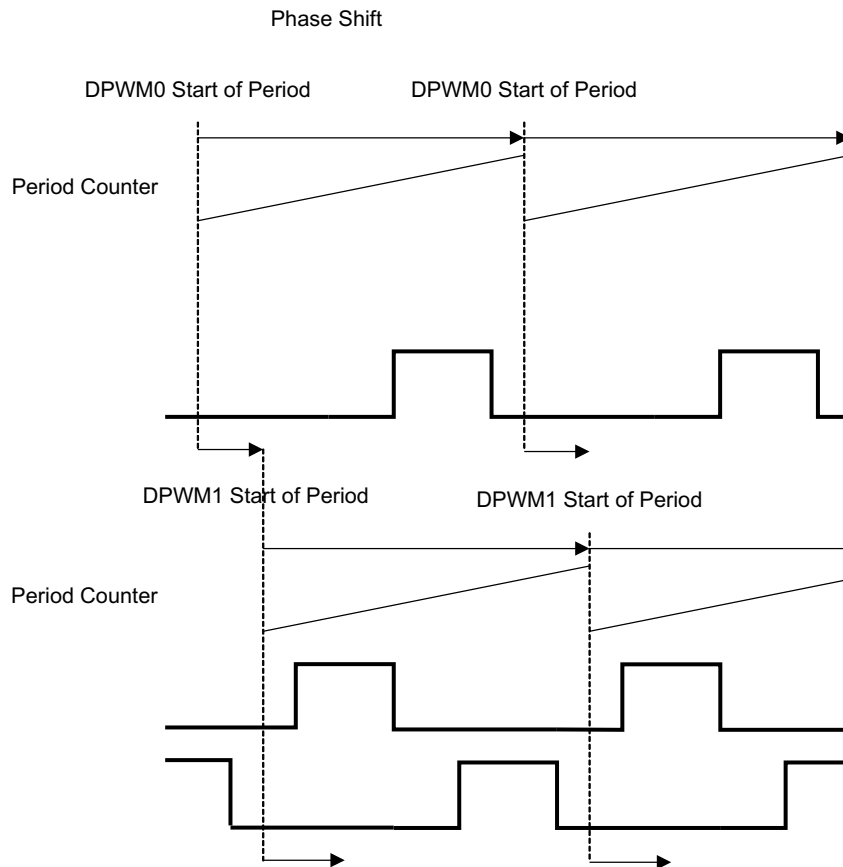 Phase Shift
DPWM0 Start of Period
DPWM0 Start of Period
Period Counter
DPWM1 Start of Period
DPWM1 Start of Period
Period Counter